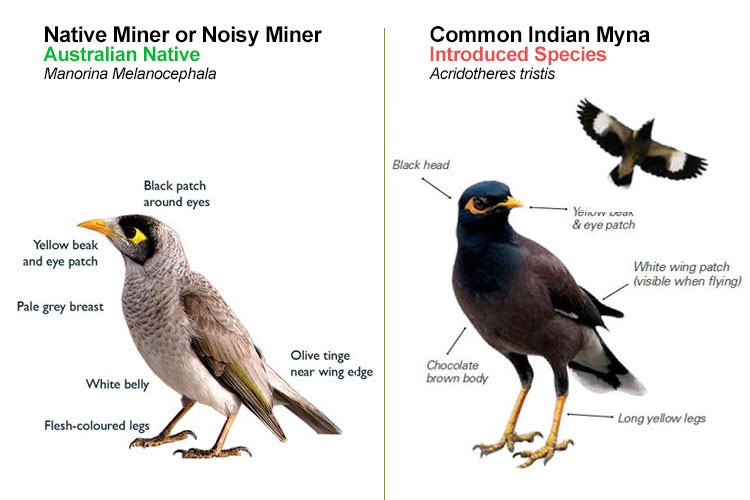 Native Miner or Noisy Miner
Australian Native
Manorina Melanocephala
Black patch
around eyes
Yellow beak
and eye patch
Pale grey breast
White belly
Olive tinge
near wing edge
Flesh-coloured legs
Common Indian Myna
Introduced Species
Acridotheres tristis
Black head
Yellow beak
& eye patch
White wing patch
(visible when flying)
Chocolate
brown body
Long yellow legs